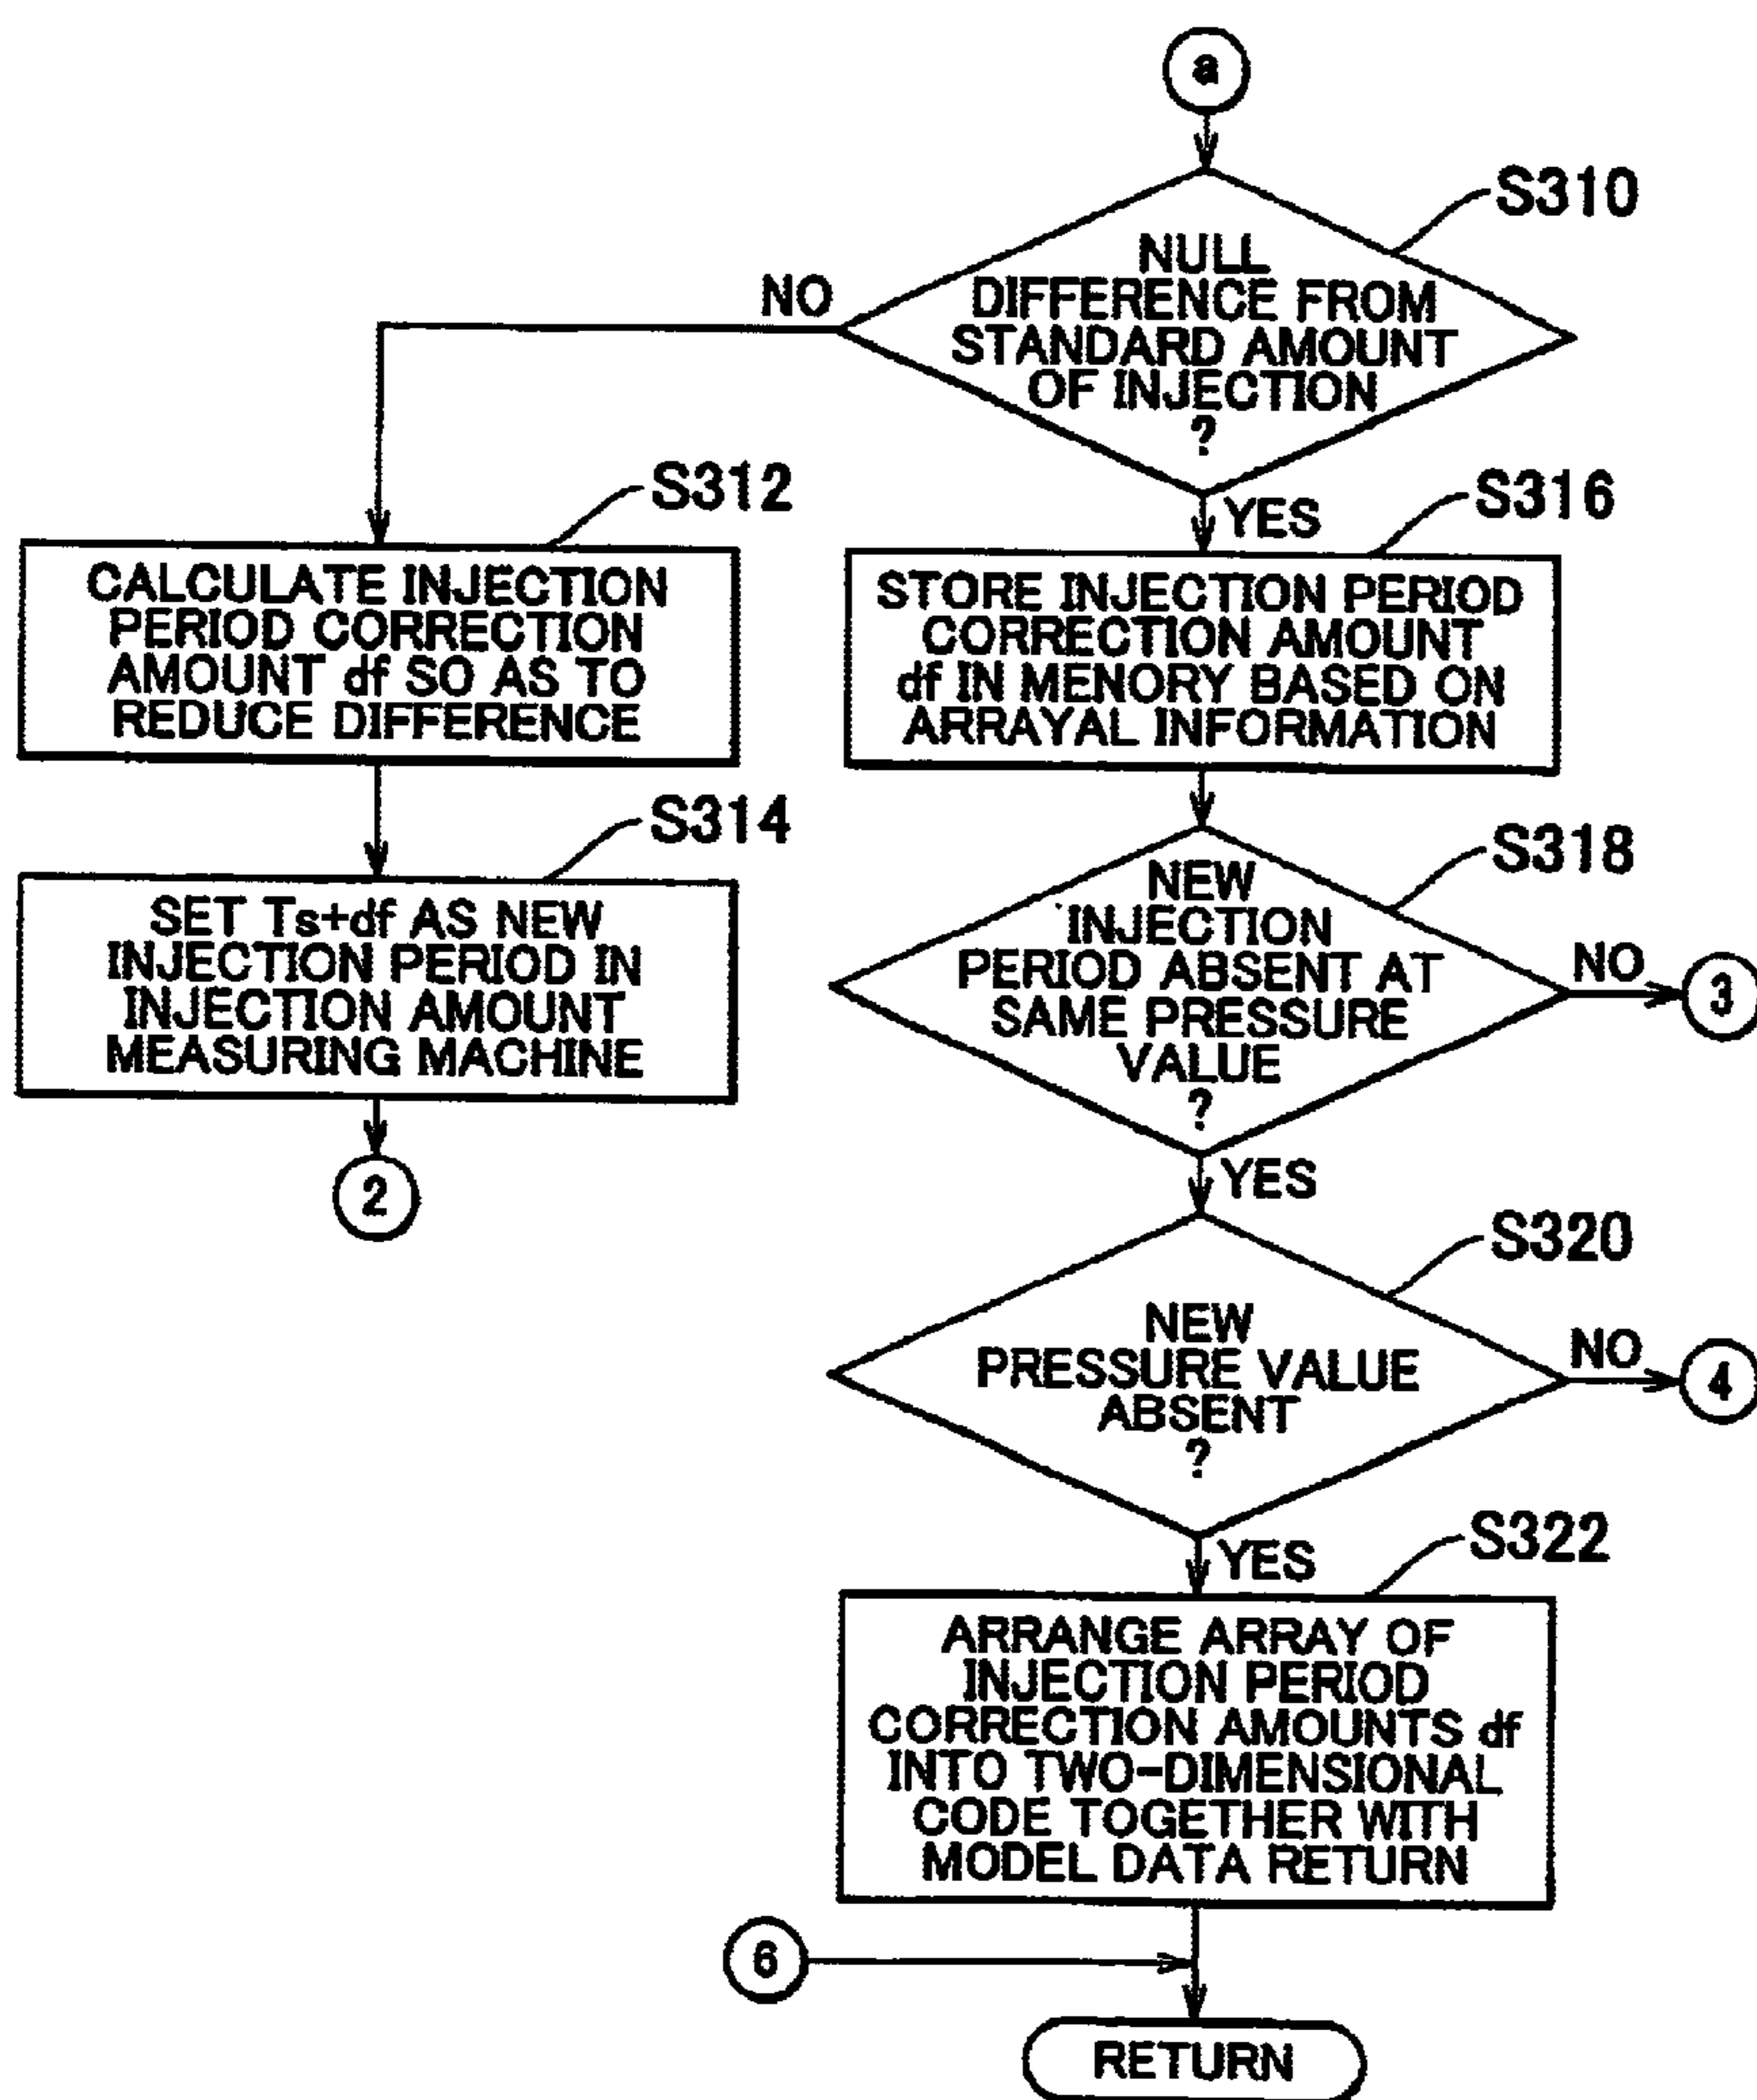 a
S310
NULL
DIFFERENCE FROM
STANDARD AMOUNT
OF INJECTION
?
NO
YES
S312
CALCULATE INJECTION
PERIOD CORRECTION
AMOUNT df SO AS TO
REDUCE DIFFERENCE
S314
SET Ts+df AS NEW
INJECTION PERIOD IN
INJECTION AMOUNT
MEASURING MACHINE
2
S316
STORE INJECTION PERIOD
CORRECTION AMOUNT
df IN MENORY BASED ON
ARRAYAL INFORMATION
S318
NEW
INJECTION
PERIOD ABSENT AT
SAME PRESSURE
VALUE
?
NO
3
YES
S320
NEW
PRESSURE VALUE
ABSENT
?
NO
4
YES
S322
ARRANGE ARRAY OF
INJECTION PERIOD
CORRECTION AMOUNTS df
INTO TWO-DIMENSIONAL
CODE TOGETHER WITH
MODEL DATA RETURN
6
RETURN